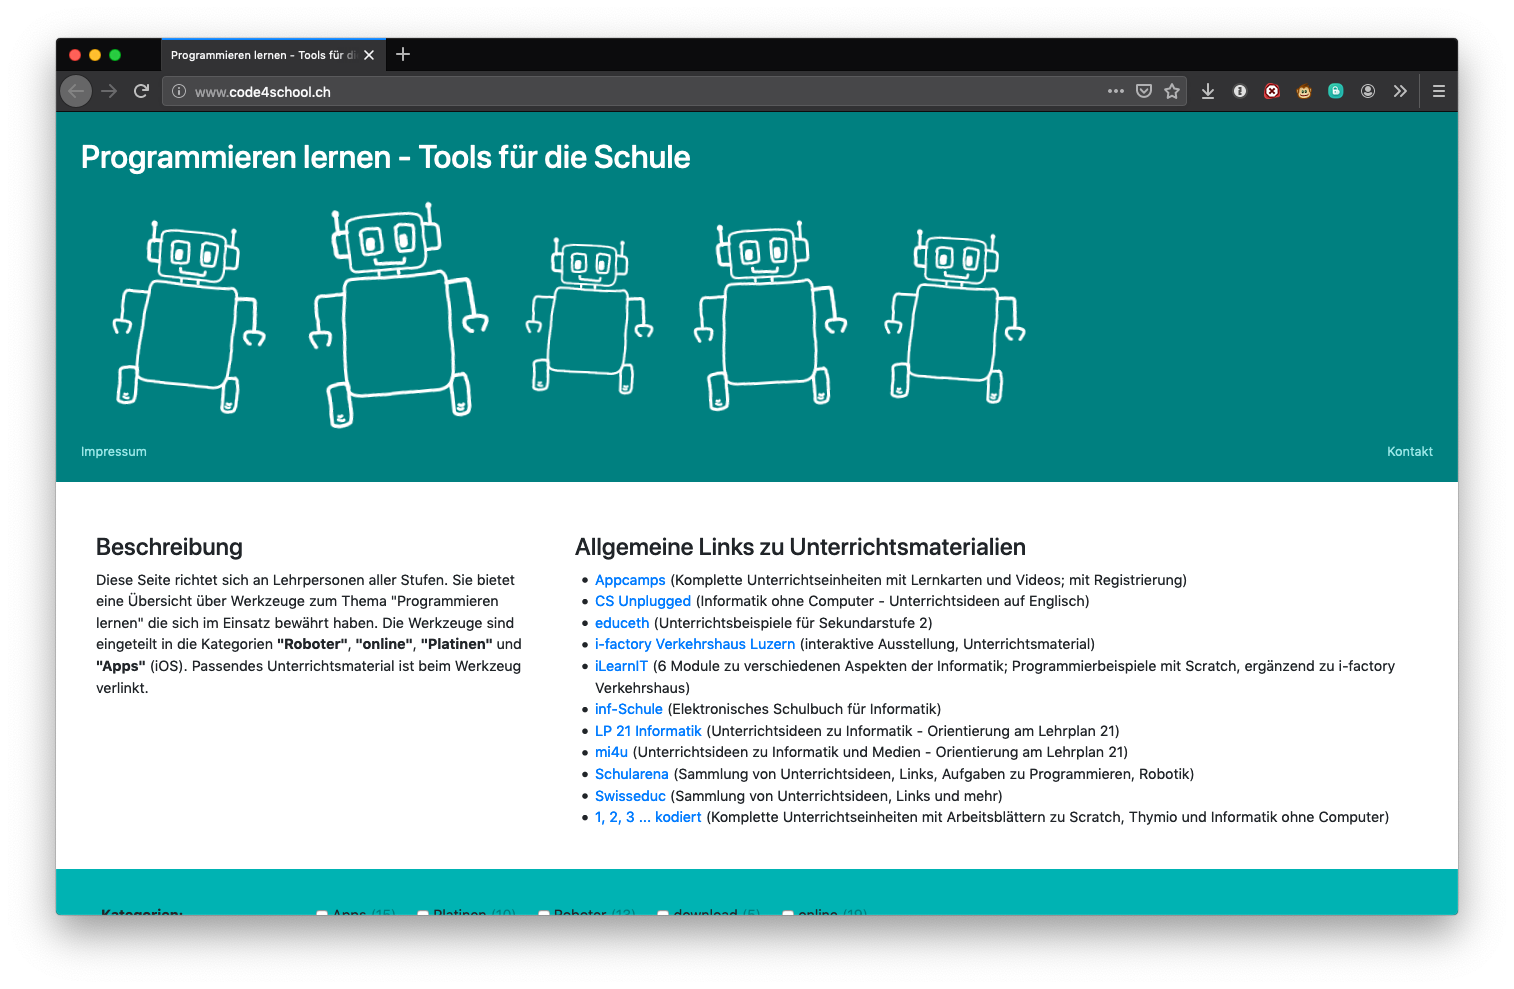 Programmieren lernen - Tools für di
www.code4school.ch
Programmieren lernen - Tools für die Schule
Impressum
Kontakt
Beschreibung
Diese Seite richtet sich an Lehrpersonen aller Stufen. Sie bietet
eine Übersicht über Werkzeuge zum Thema "Programmieren
lernen" die sich im Einsatz bewährt haben. Die Werkzeuge sind
eingeteilt in die Kategorien "Roboter", "online", "Platinen" und
"Apps" (iOS). Passendes Unterrichtsmaterial ist beim Werkzeug
verlinkt.
Allgemeine Links zu Unterrichtsmaterialien
Appcamps (Komplette Unterrichtseinheiten mit Lernkarten und Videos; mit Registrierung)
CS Unplugged (Informatik ohne Computer - Unterrichtsideen auf Englisch)
educeth (Unterrichtsbeispiele für Sekundarstufe 2)
i-factory Verkehrshaus Luzern (interaktive Ausstellung, Unterrichtsmaterial)
iLearnIT (6 Module zu verschiedenen Aspekten der Informatik; Programmierbeispiele mit Scratch, ergänzend zu i-factory
Verkehrshaus)
inf-Schule (Elektronisches Schulbuch für Informatik)
LP 21 Informatik (Unterrichtsideen zu Informatik - Orientierung am Lehrplan 21)
mi4u (Unterrichtsideen zu Informatik und Medien - Orientierung am Lehrplan 21)
Schularena (Sammlung von Unterrichtsideen, Links, Aufgaben zu Programmieren, Robotik)
Swisseduc (Sammlung von Unterrichtsideen, Links und mehr)
1, 2, 3 ... kodiert (Komplette Unterrichtseinheiten mit Arbeitsblättern zu Scratch, Thymio und Informatik ohne Computer)
Kategorien: Apps (15) Platinen (10) Roboter download (5) online